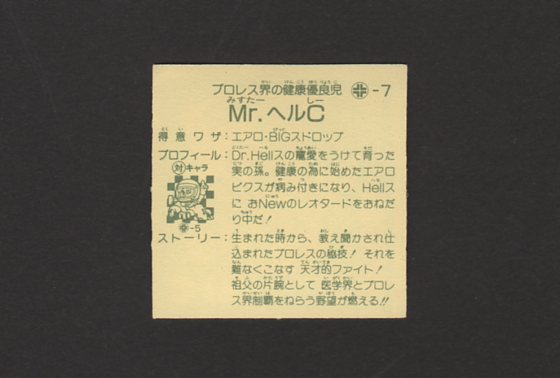 プロレス界の健康優良児 -7
Mr.ヘルC
得意ワザ：エアロ・BIGストドロップ
プロフィール：Dr.Hellスの寵愛をうけて育った
対キャラ
-5
実の孫。健康の為に始めたエアロ
ビクスが病み付きになり、Hellス
に おNewのレオタードをおねだ
り中だ！
ストーリー：生まれた時から、教え聞かされ仕
込まれたプロレスの秘技！ それを
難なくこなす 天才的ファイト！
祖父の片腕として 医学界とプロレ
ス界制覇をねらう野望が燃える!!